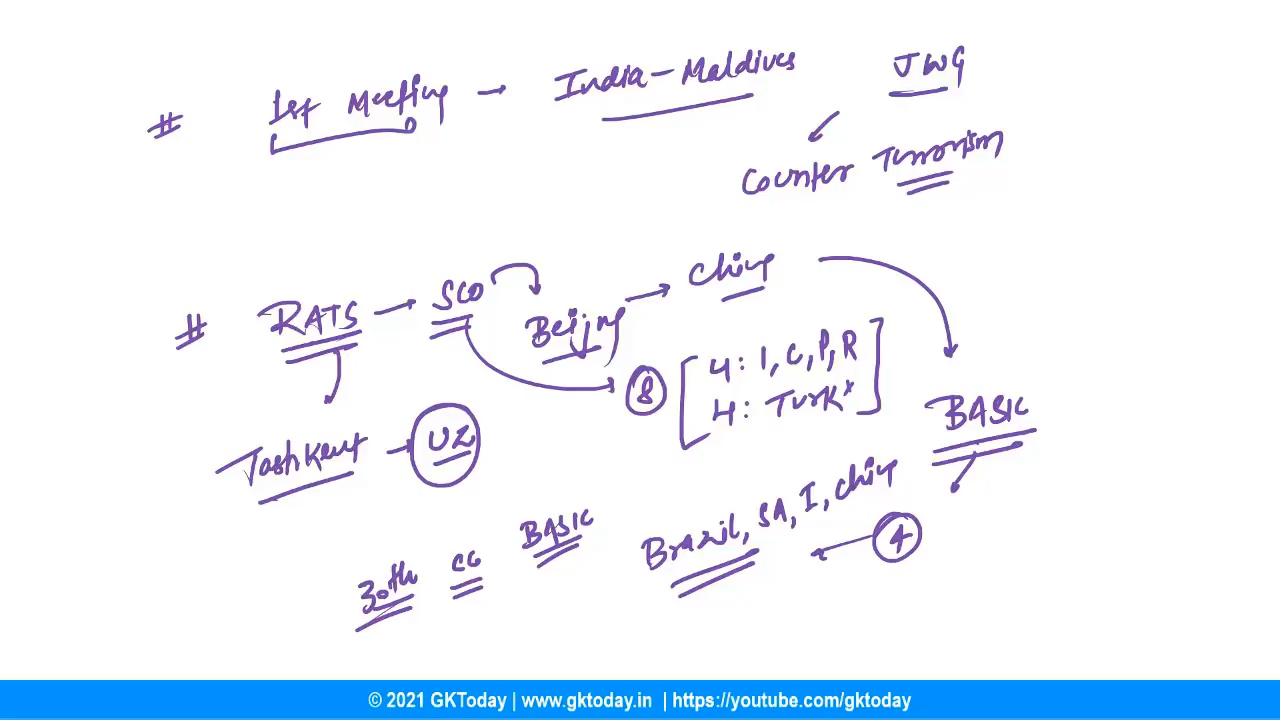 # 1st Meeting → India-Maldives JWG
Counter Terrorism
# RATS → SCO Beijing → China
8 4: I, C, P, R
4: Turk*
BASIC
Tashkent → UZ
Brazil, SA, I, China
4
30th CC BASIC
© 2021 GKToday | www.gktoday.in | https://youtube.com/gktoday